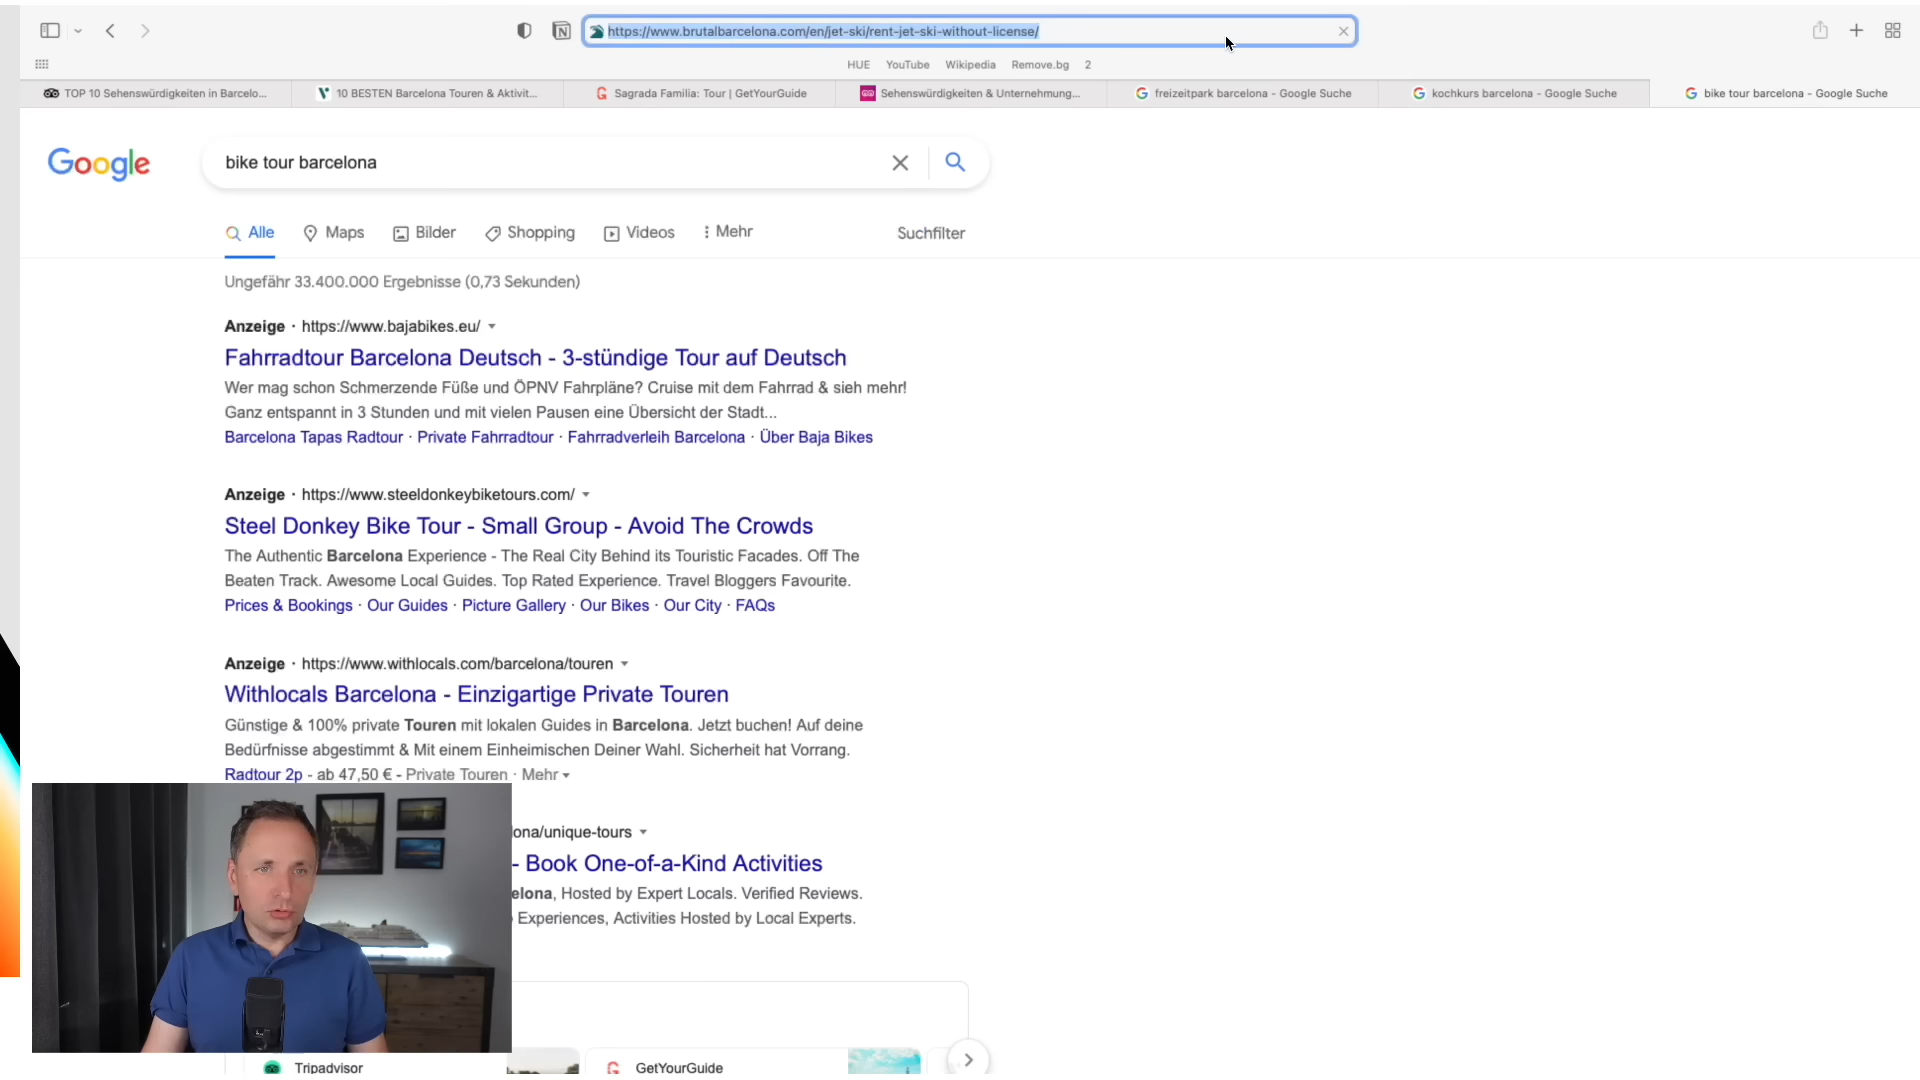 https://www.brutalbarcelona.com/en/jet-ski/rent-jet-ski-without-license/
HUE YouTube Wikipedia Remove.bg 2
TOP 10 Sehenswürdigkeiten in Barcelo...
10 BESTEN Barcelona Touren & Aktivit...
Sagrada Familia: Tour | GetYourGuide
Sehenswürdigkeiten & Unternehmung...
freizeitpark barcelona - Google Suche
kochkurs barcelona - Google Suche
bike tour barcelona - Google Suche
Google
bike tour barcelona
Alle Maps Bilder Shopping Videos Mehr Suchfilter
Ungefähr 33.400.000 Ergebnisse (0,73 Sekunden)
Anzeige · https://www.bajabikes.eu/
Fahrradtour Barcelona Deutsch - 3-stündige Tour auf Deutsch
Wer mag schon Schmerzende Füße und ÖPNV Fahrpläne? Cruise mit dem Fahrrad & sieh mehr!
Ganz entspannt in 3 Stunden und mit vielen Pausen eine Übersicht der Stadt...
Barcelona Tapas Radtour · Private Fahrradtour · Fahrradverleih Barcelona · Über Baja Bikes
Anzeige · https://www.steeldonkeybiketours.com/
Steel Donkey Bike Tour - Small Group - Avoid The Crowds
The Authentic Barcelona Experience - The Real City Behind its Touristic Facades. Off The
Beaten Track. Awesome Local Guides. Top Rated Experience. Travel Bloggers Favourite.
Prices & Bookings · Our Guides · Picture Gallery · Our Bikes · Our City · FAQs
Anzeige · https://www.withlocals.com/barcelona/touren
Withlocals Barcelona - Einzigartige Private Touren
Günstige & 100% private Touren mit lokalen Guides in Barcelona. Jetzt buchen! Auf deine
Bedürfnisse abgestimmt & Mit einem Einheimischen Deiner Wahl. Sicherheit hat Vorrang.
Radtour 2p - ab 47,50 € - Private Touren · Mehr
lona/unique-tours
- Book One-of-a-Kind Activities
elona, Hosted by Expert Locals. Verified Reviews.
Experiences, Activities Hosted by Local Experts.
Tripadvisor
GetYourGuide